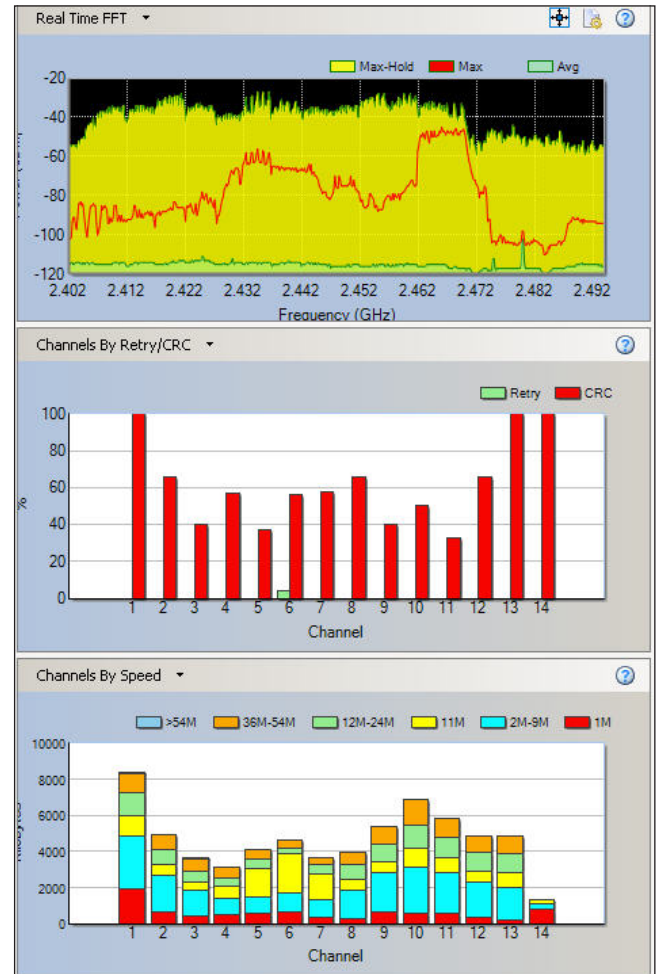 Real Time FFT
Max-Hold Max Avg
-20
-40
-60
-80
-100
-120
2.402 2.412 2.422 2.432 2.442 2.452 2.462 2.472 2.482 2.492
Frequency (GHz)
Channels By Retry/CRC
Retry CRC
100
80
60
40
20
0
%
1 2 3 4 5 6 7 8 9 10 11 12 13 14
Channel
Channels By Speed
>54M 36M-54M 12M-24M 11M 2M-9M 1M
10000
8000
6000
4000
2000
0
Kilobytes
1 2 3 4 5 6 7 8 9 10 11 12 13 14
Channel